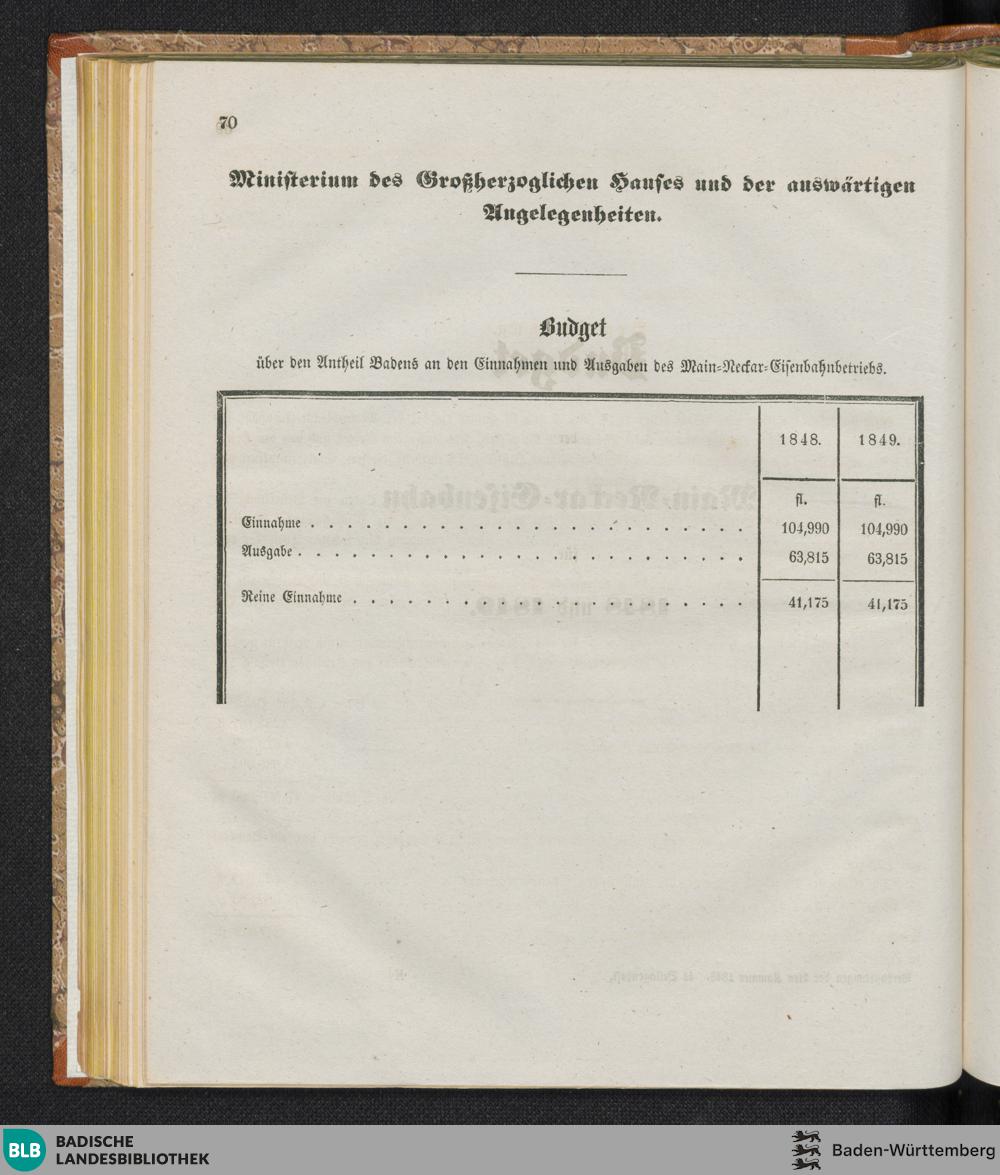 70
Ministerium des Großherzoglichen Hauses und der auswärtigen
Angelegenheiten.
Budget
über den Antheil Badens an den Einnahmen und Ausgaben des Main-Neckar-Eisenbahnbetriebs.
1848. 1849.
fl. fl.
Einnahme . . . . . . . . . . . . . . . . . . . . . . . 104,990 104,990
Ausgabe . . . . . . . . . . . . . . . . . . . . . . . 63,815 63,815
Reine Einnahme . . . . . . . . . . . . . . . . . . . . 41,175 41,175
BLB BADISCHE
LANDESBIBLIOTHEK
Baden-Württemberg